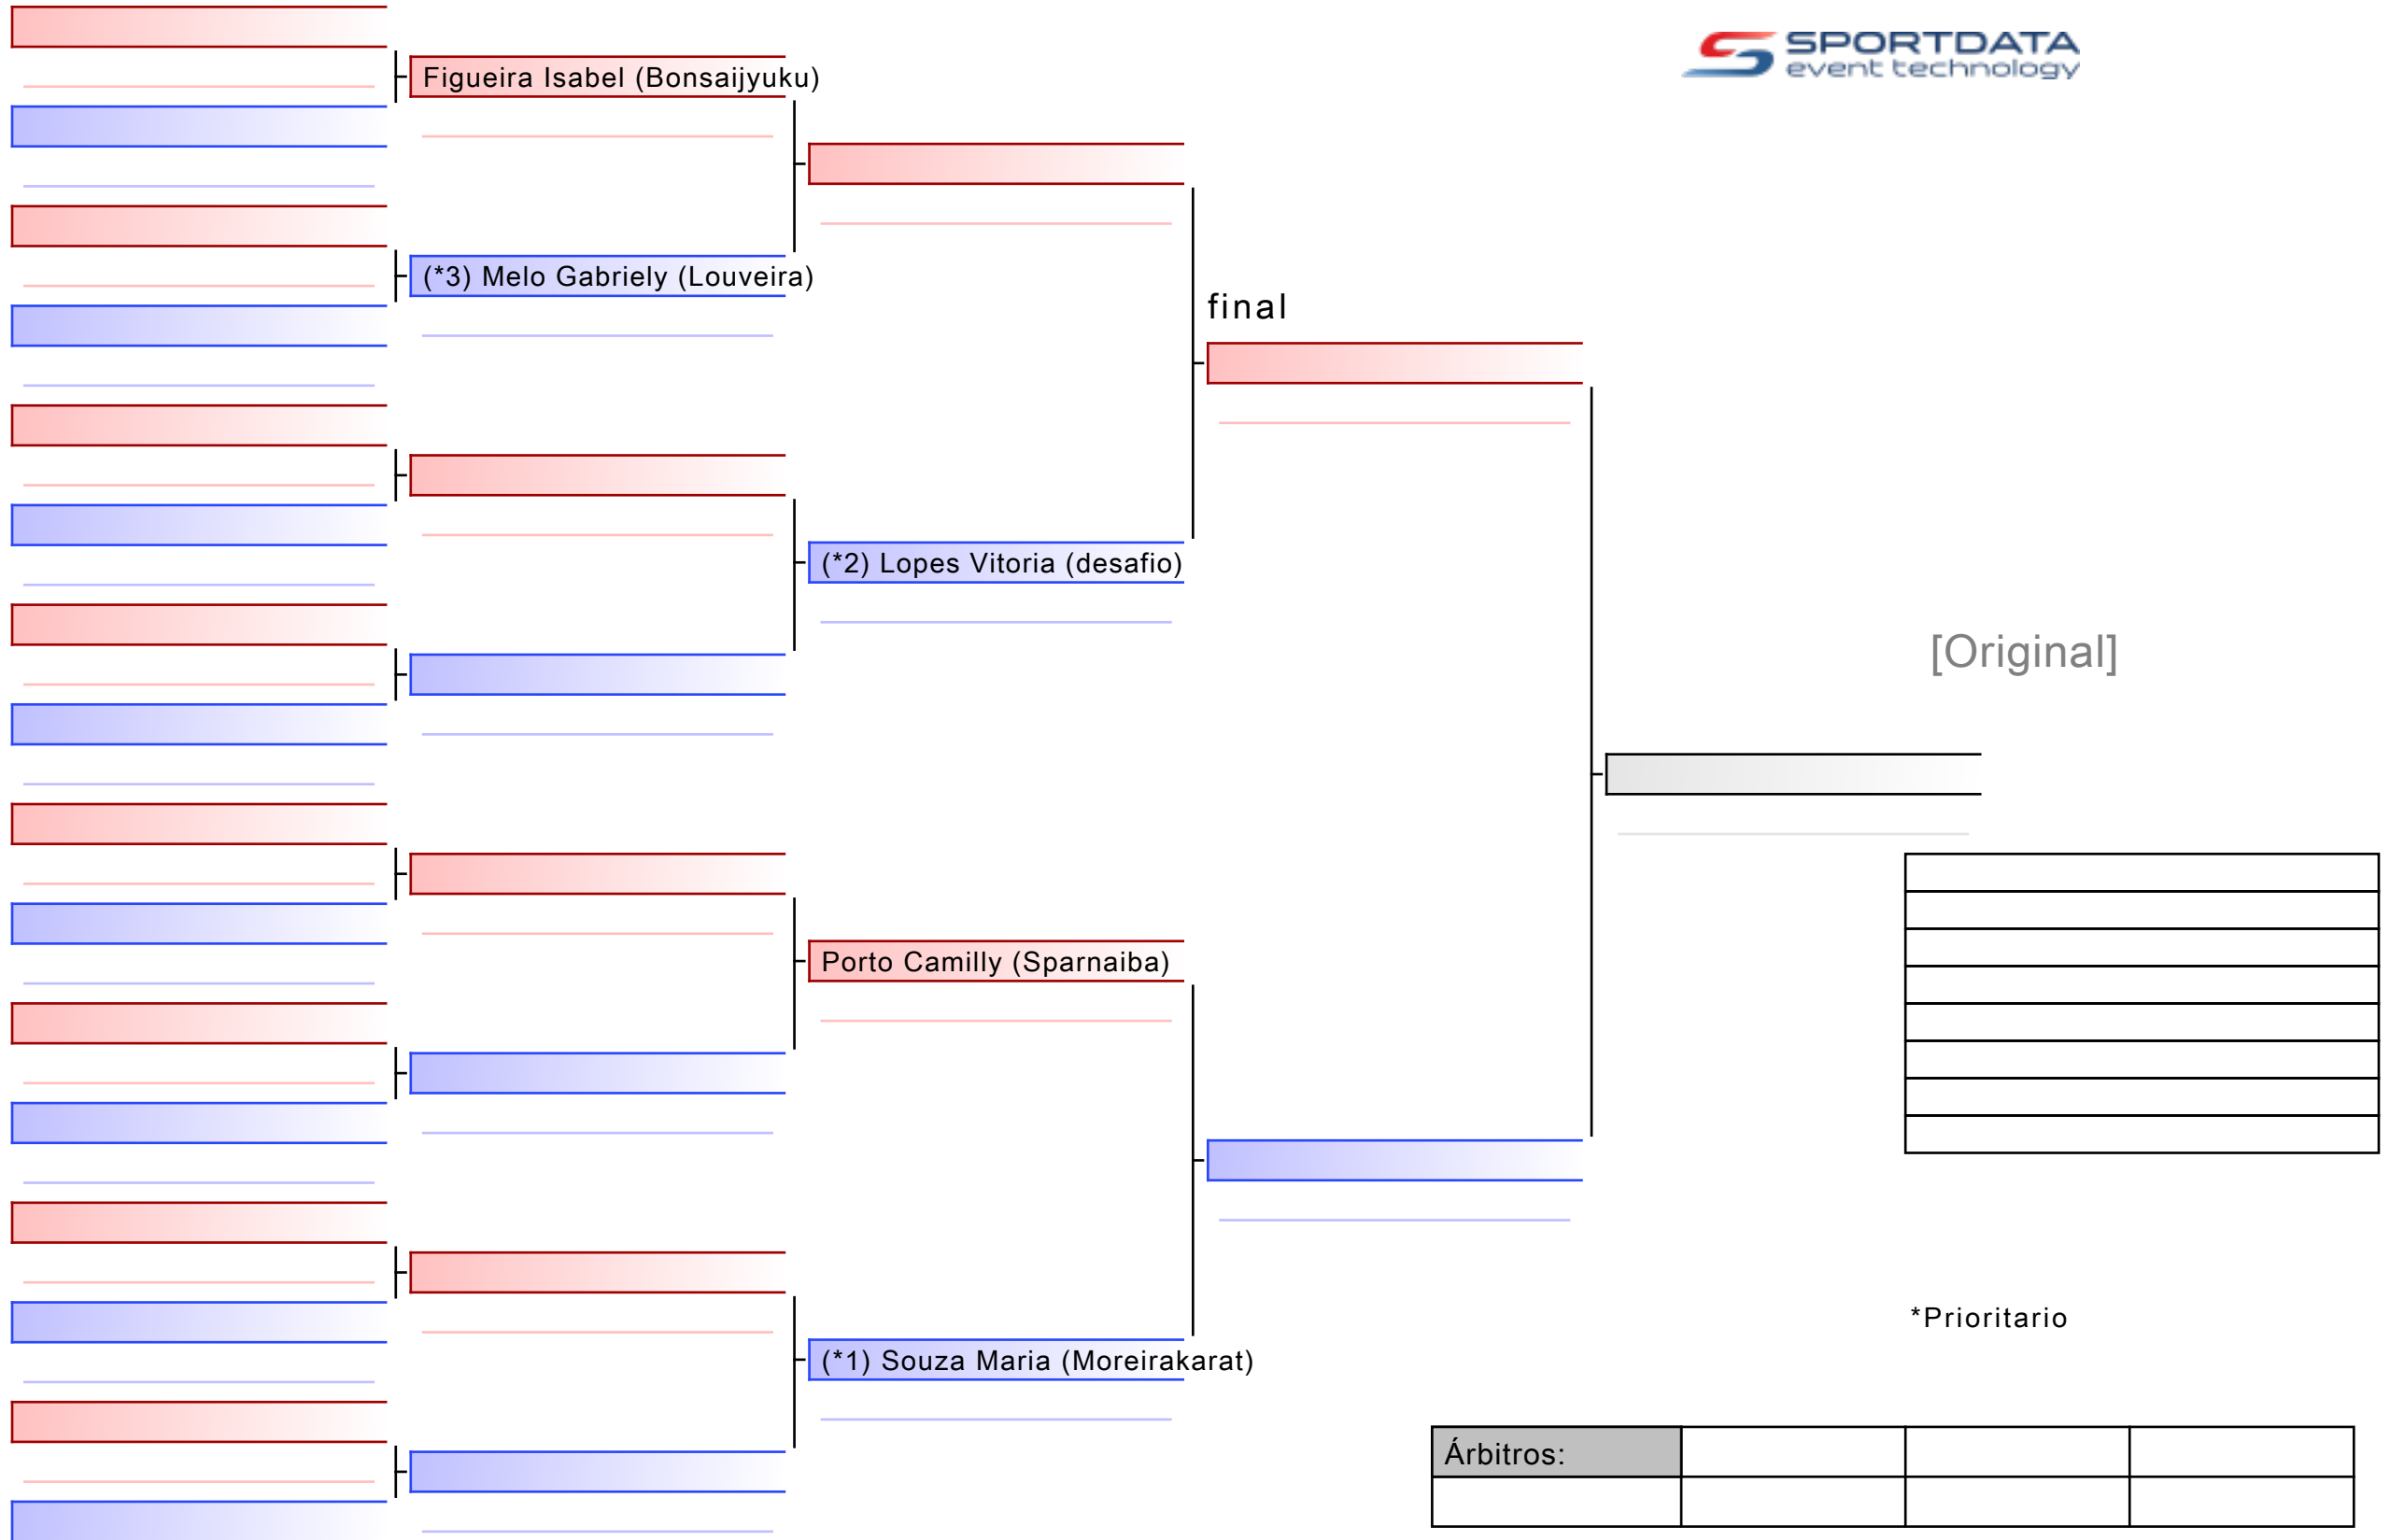 SPORTDATA
event technology
Figueira Isabel (Bonsaijyuku)
(*3) Melo Gabriely (Louveira)
final
(*2) Lopes Vitoria (desafio)
[Original]
Porto Camilly (Sparnaiba)
*Prioritario
(*1) Souza Maria (Moreirakarat)
Árbitros: